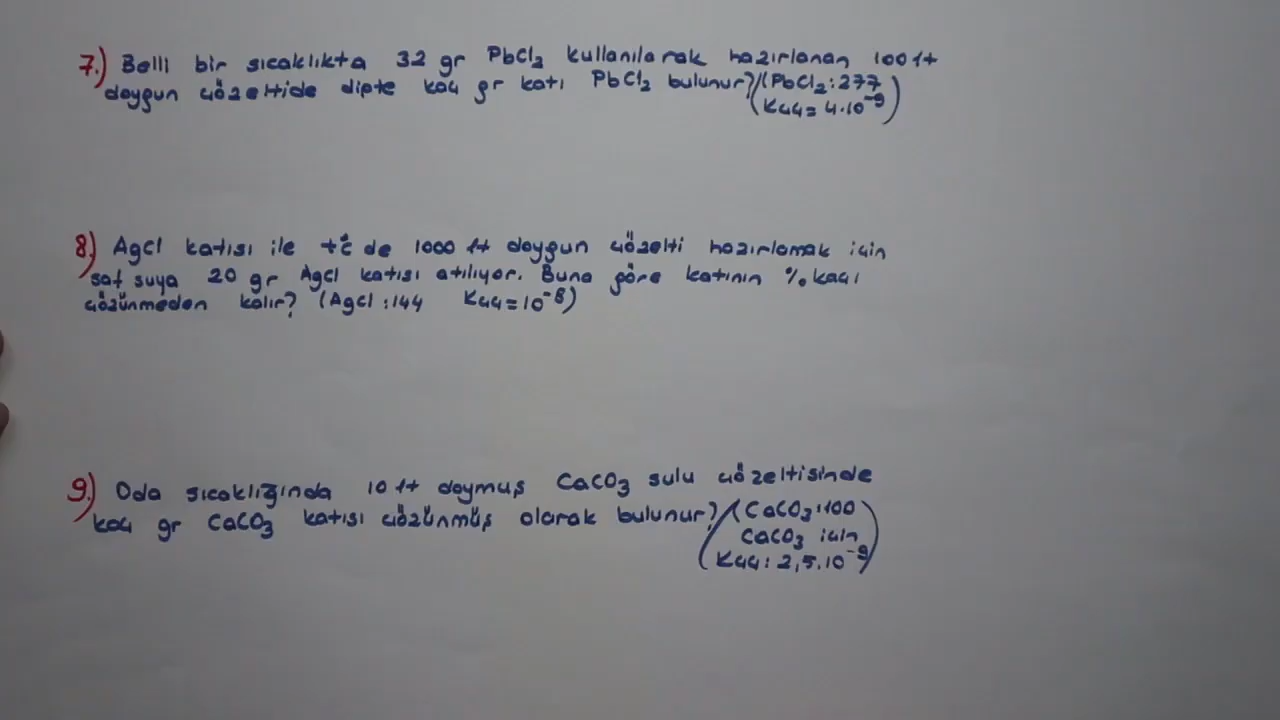 7.) Belli bir sıcaklıkta 32 gr PbCl₂ kullanılarak hazırlanan 100 lt
doygun çözeltide dipte kaç gr katı PbCl₂ bulunur? (PbCl₂:277
Kçç= 4.10⁻⁹)
8.) AgCl katısı ile t°C de 1000 lt doygun çözelti hazırlamak için
saf suya 20 gr AgCl katısı atılıyor. Buna göre katının % kaçı
çözünmeden kalır? (AgCl:144 Kçç=10⁻⁸)
9.) Oda sıcaklığında 10 lt doymuş CaCO₃ sulu çözeltisinde
kaç gr CaCO₃ katısı çözünmüş olarak bulunur? (CaCO₃:100
CaCO₃ için
Kçç: 2,5.10⁻⁹)